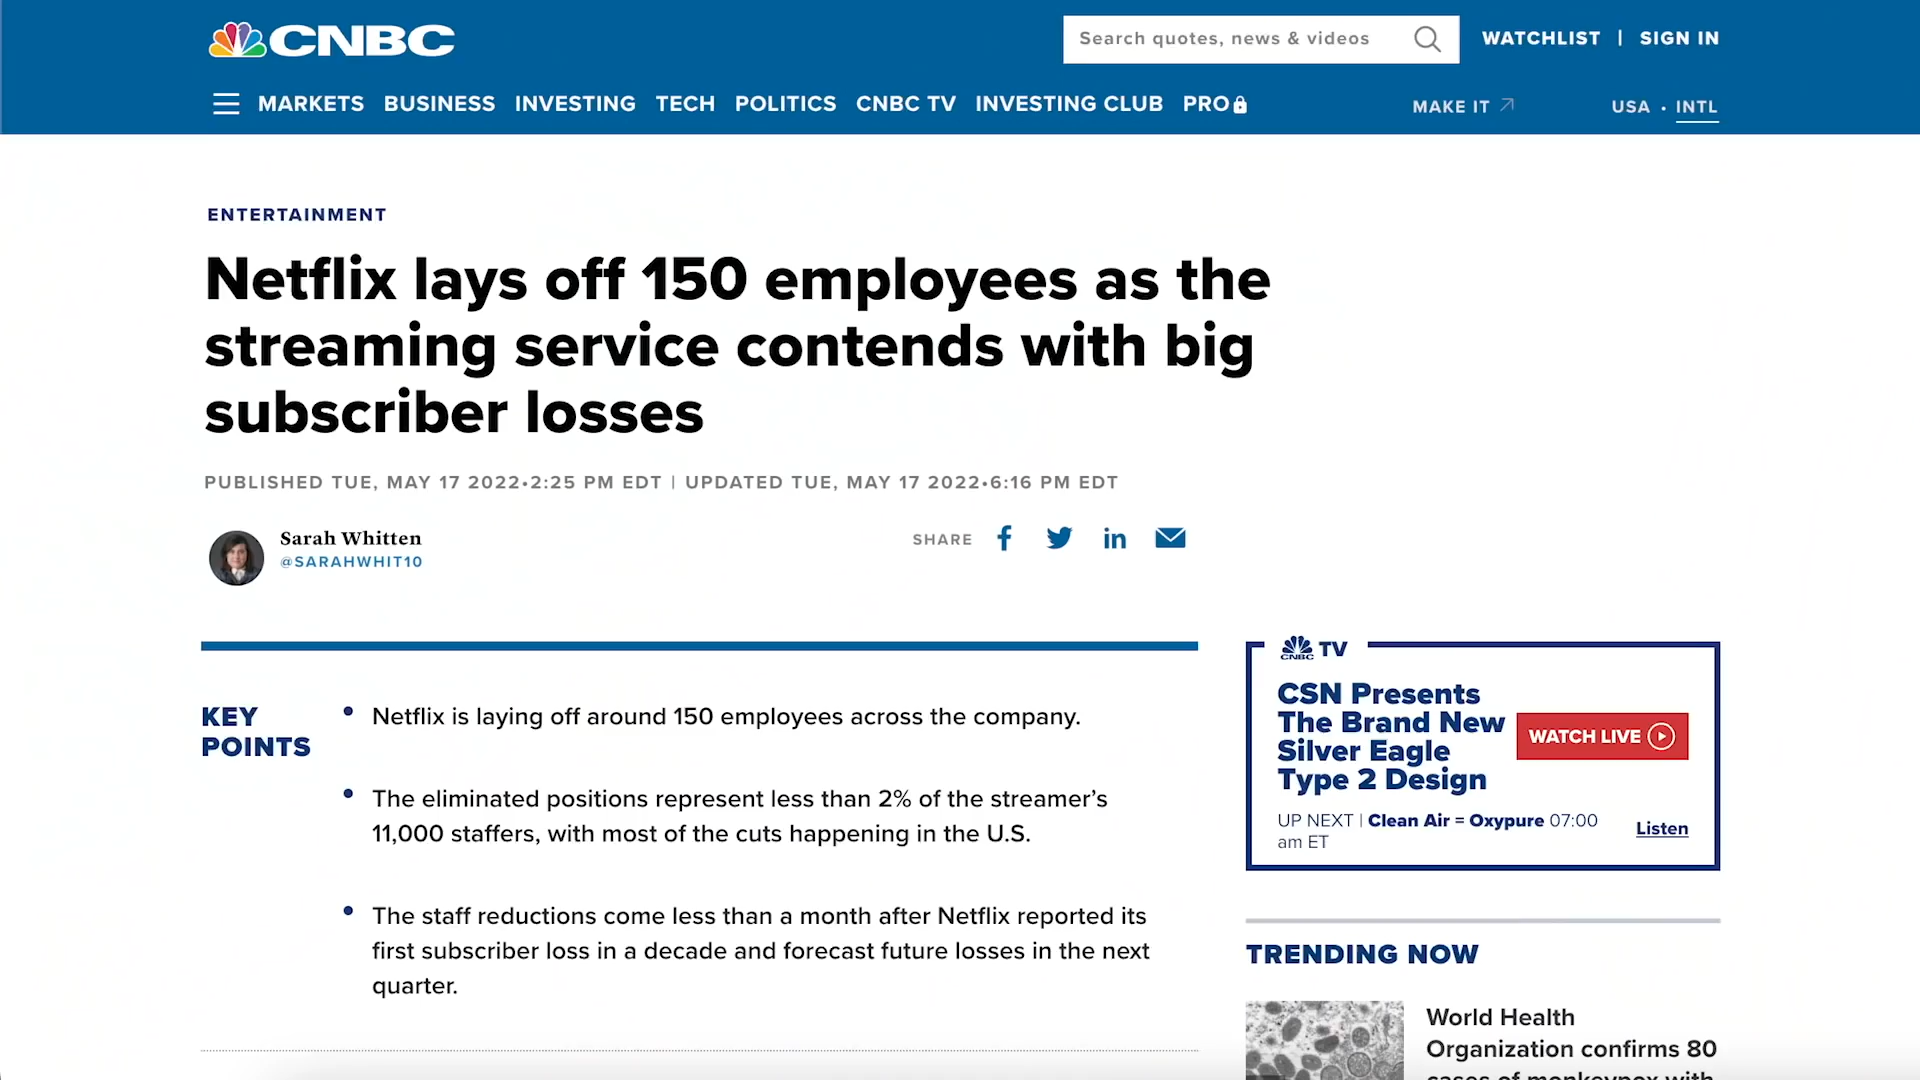 CNBC
Search quotes, news & videos
WATCHLIST | SIGN IN
MARKETS BUSINESS INVESTING TECH POLITICS CNBC TV INVESTING CLUB PRO
MAKE IT
USA • INTL
ENTERTAINMENT
Netflix lays off 150 employees as the
streaming service contends with big
subscriber losses
PUBLISHED TUE, MAY 17 2022•2:25 PM EDT | UPDATED TUE, MAY 17 2022•6:16 PM EDT
Sarah Whitten
@SARAHWHIT10
SHARE
KEY
POINTS
• Netflix is laying off around 150 employees across the company.
• The eliminated positions represent less than 2% of the streamer’s
11,000 staffers, with most of the cuts happening in the U.S.
• The staff reductions come less than a month after Netflix reported its
first subscriber loss in a decade and forecast future losses in the next
quarter.
CNBC TV
CSN Presents
The Brand New
Silver Eagle
Type 2 Design
WATCH LIVE
UP NEXT | Clean Air = Oxypure 07:00
am ET
Listen
TRENDING NOW
World Health
Organization confirms 80
cases of monkeypox with